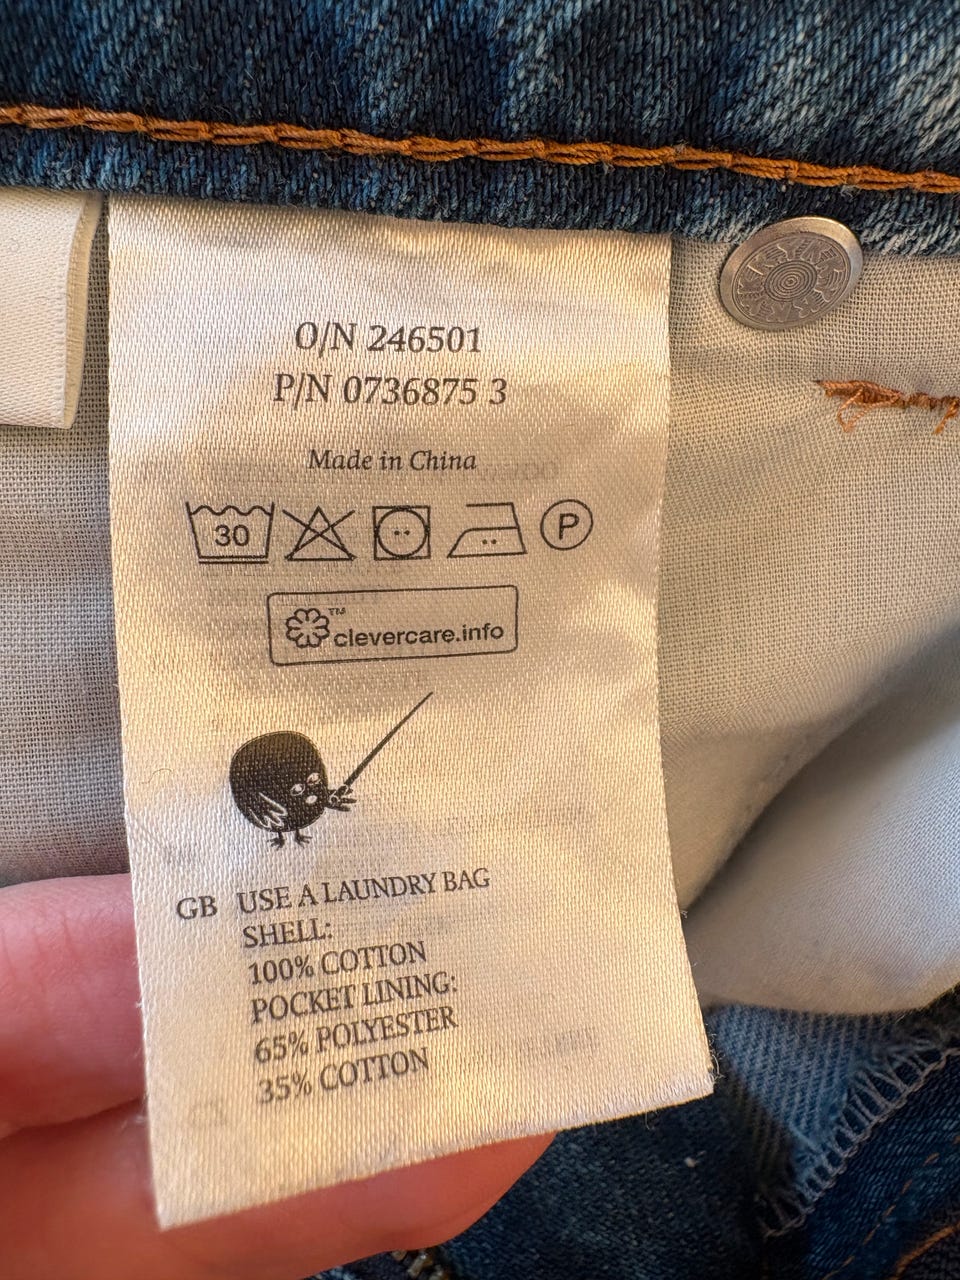 O/N 246501
P/N 0736875 3
Made in China
30 P
™ clevercare.info
GB USE A LAUNDRY BAG
SHELL:
100% COTTON
POCKET LINING:
65% POLYESTER
35% COTTON